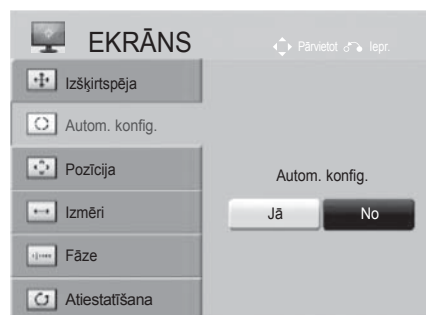 EKRĀNS
Pārvietot Iepr.
Izšķirtspēja
Autom. konfig.
Pozīcija
Autom. konfig.
Izmēri
Jā No
Fāze
Atiestatīšana